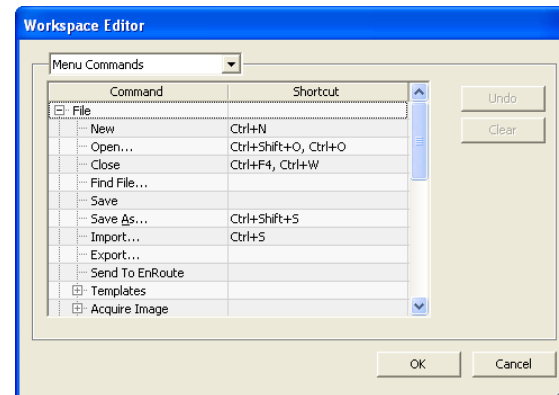 Workspace Editor
Menu Commands
Command Shortcut
File
New Ctrl+N
Open... Ctrl+Shift+O, Ctrl+O
Close Ctrl+F4, Ctrl+W
Find File...
Save
Save As... Ctrl+Shift+S
Import... Ctrl+S
Export...
Send To EnRoute
Templates
Acquire Image
Undo
Clear
OK Cancel